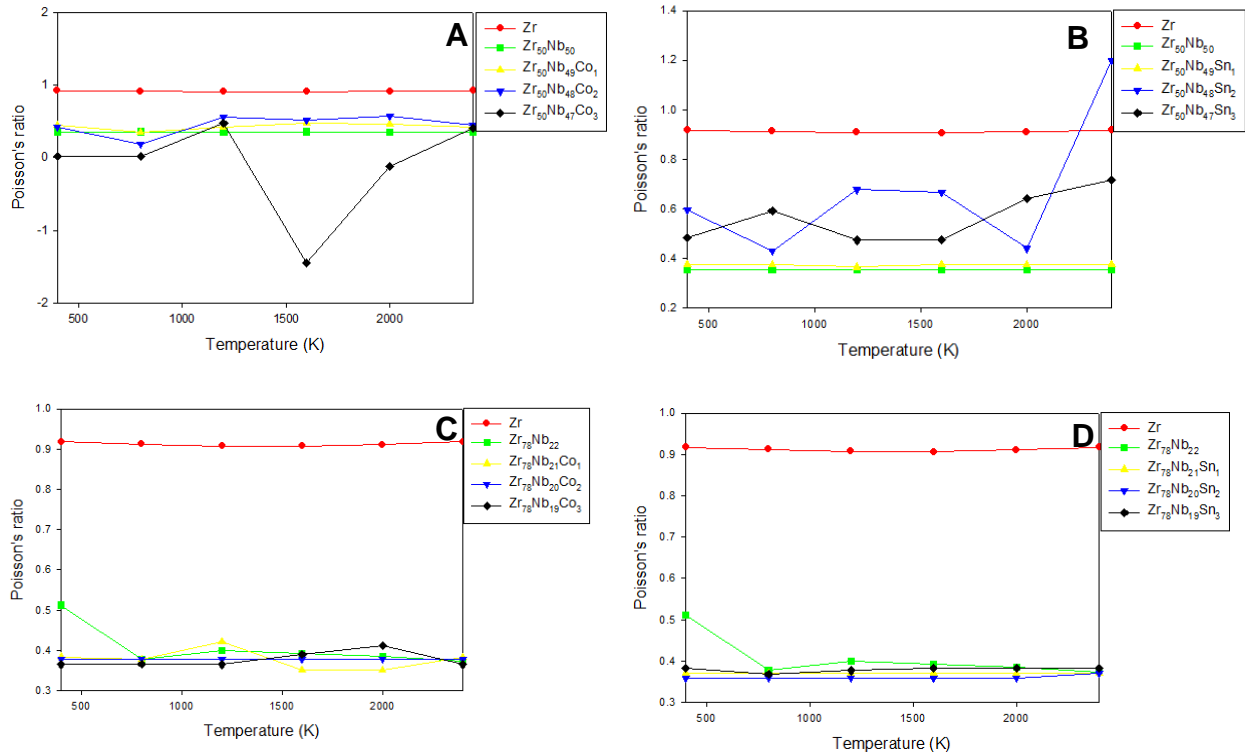 A
Poisson's ratio
2
1
0
-1
-2
500
1000
1500
2000
Temperature (K)
Zr
Zr₅₀Nb₅₀
Zr₅₀Nb₄₉Co₁
Zr₅₀Nb₄₈Co₂
Zr₅₀Nb₄₇Co₃
B
Poisson's ratio
1.4
1.2
1.0
0.8
0.6
0.4
0.2
500
1000
1500
2000
Temperature (K)
Zr
Zr₅₀Nb₅₀
Zr₅₀Nb₄₉Sn₁
Zr₅₀Nb₄₈Sn₂
Zr₅₀Nb₄₇Sn₃
C
Poisson's ratio
1.0
0.9
0.8
0.7
0.6
0.5
0.4
0.3
500
1000
1500
2000
Temperature (K)
Zr
Zr₇₈Nb₂₂
Zr₇₈Nb₂₁Co₁
Zr₇₈Nb₂₀Co₂
Zr₇₈Nb₁₉Co₃
D
Poisson's ratio
1.0
0.9
0.8
0.7
0.6
0.5
0.4
0.3
500
1000
1500
2000
Temperature (K)
Zr
Zr₇₈Nb₂₂
Zr₇₈Nb₂₁Sn₁
Zr₇₈Nb₂₀Sn₂
Zr₇₈Nb₁₉Sn₃